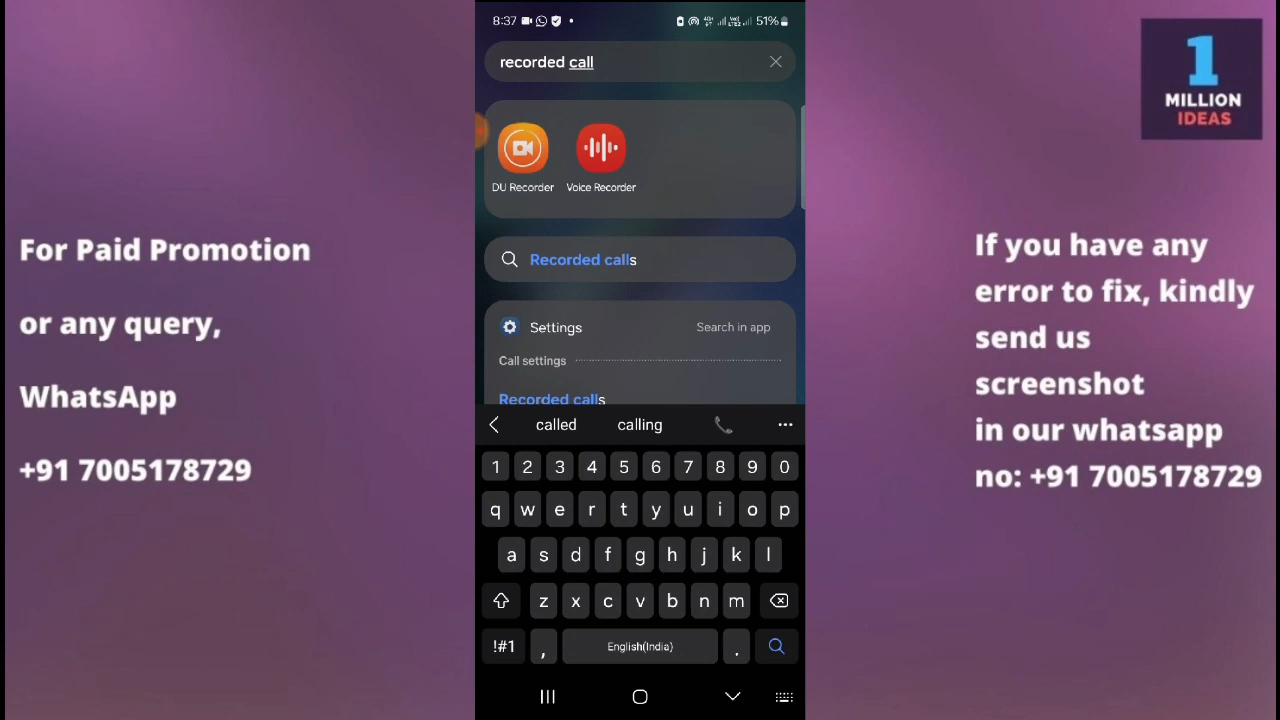 For Paid Promotion
or any query,
WhatsApp
+91 7005178729
8:37
51%
recorded call
DU Recorder
Voice Recorder
Recorded calls
Settings
Search in app
Call settings
Recorded calls
called
calling
1 2 3 4 5 6 7 8 9 0
q w e r t y u i o p
a s d f g h j k l
z x c v b n m
!#1 , English(India) .
1
MILLION
IDEAS
If you have any
error to fix, kindly
send us
screenshot
in our whatsapp
no: +91 7005178729